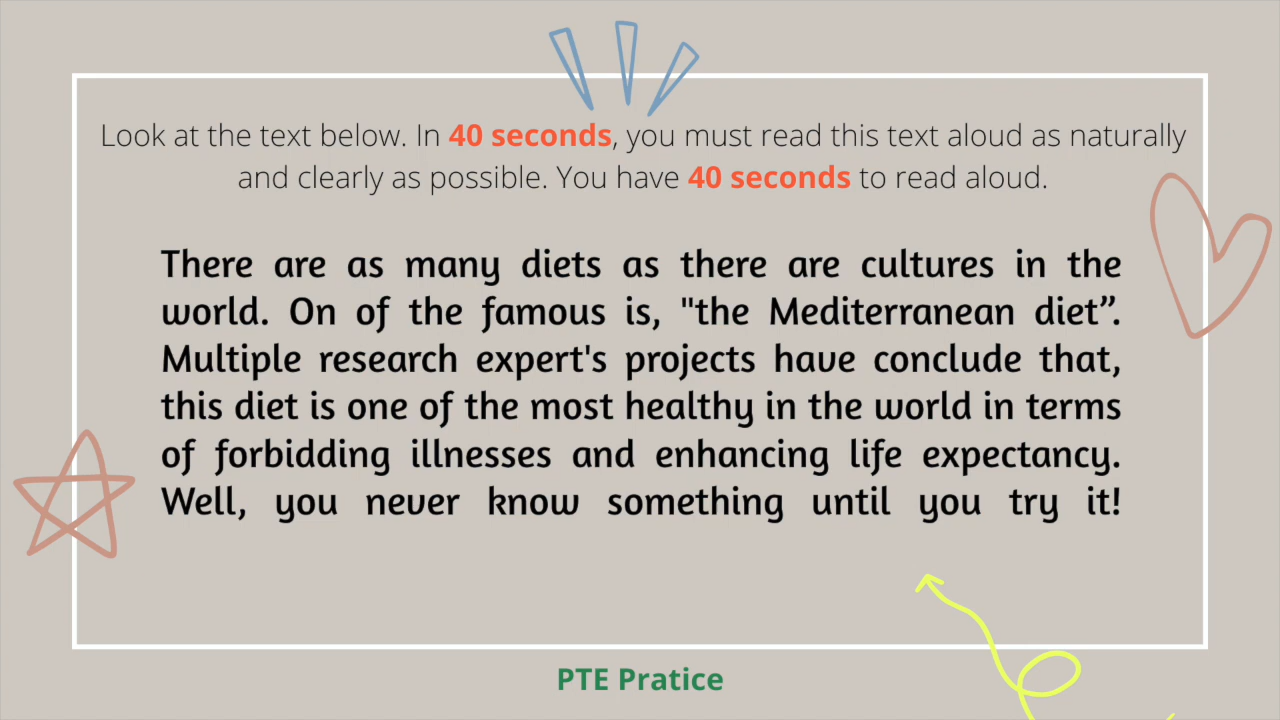 Look at the text below. In 40 seconds, you must read this text aloud as naturally
and clearly as possible. You have 40 seconds to read aloud.
There are as many diets as there are cultures in the
world. On of the famous is, "the Mediterranean diet”.
Multiple research expert's projects have conclude that,
this diet is one of the most healthy in the world in terms
of forbidding illnesses and enhancing life expectancy.
Well, you never know something until you try it!
PTE Pratice